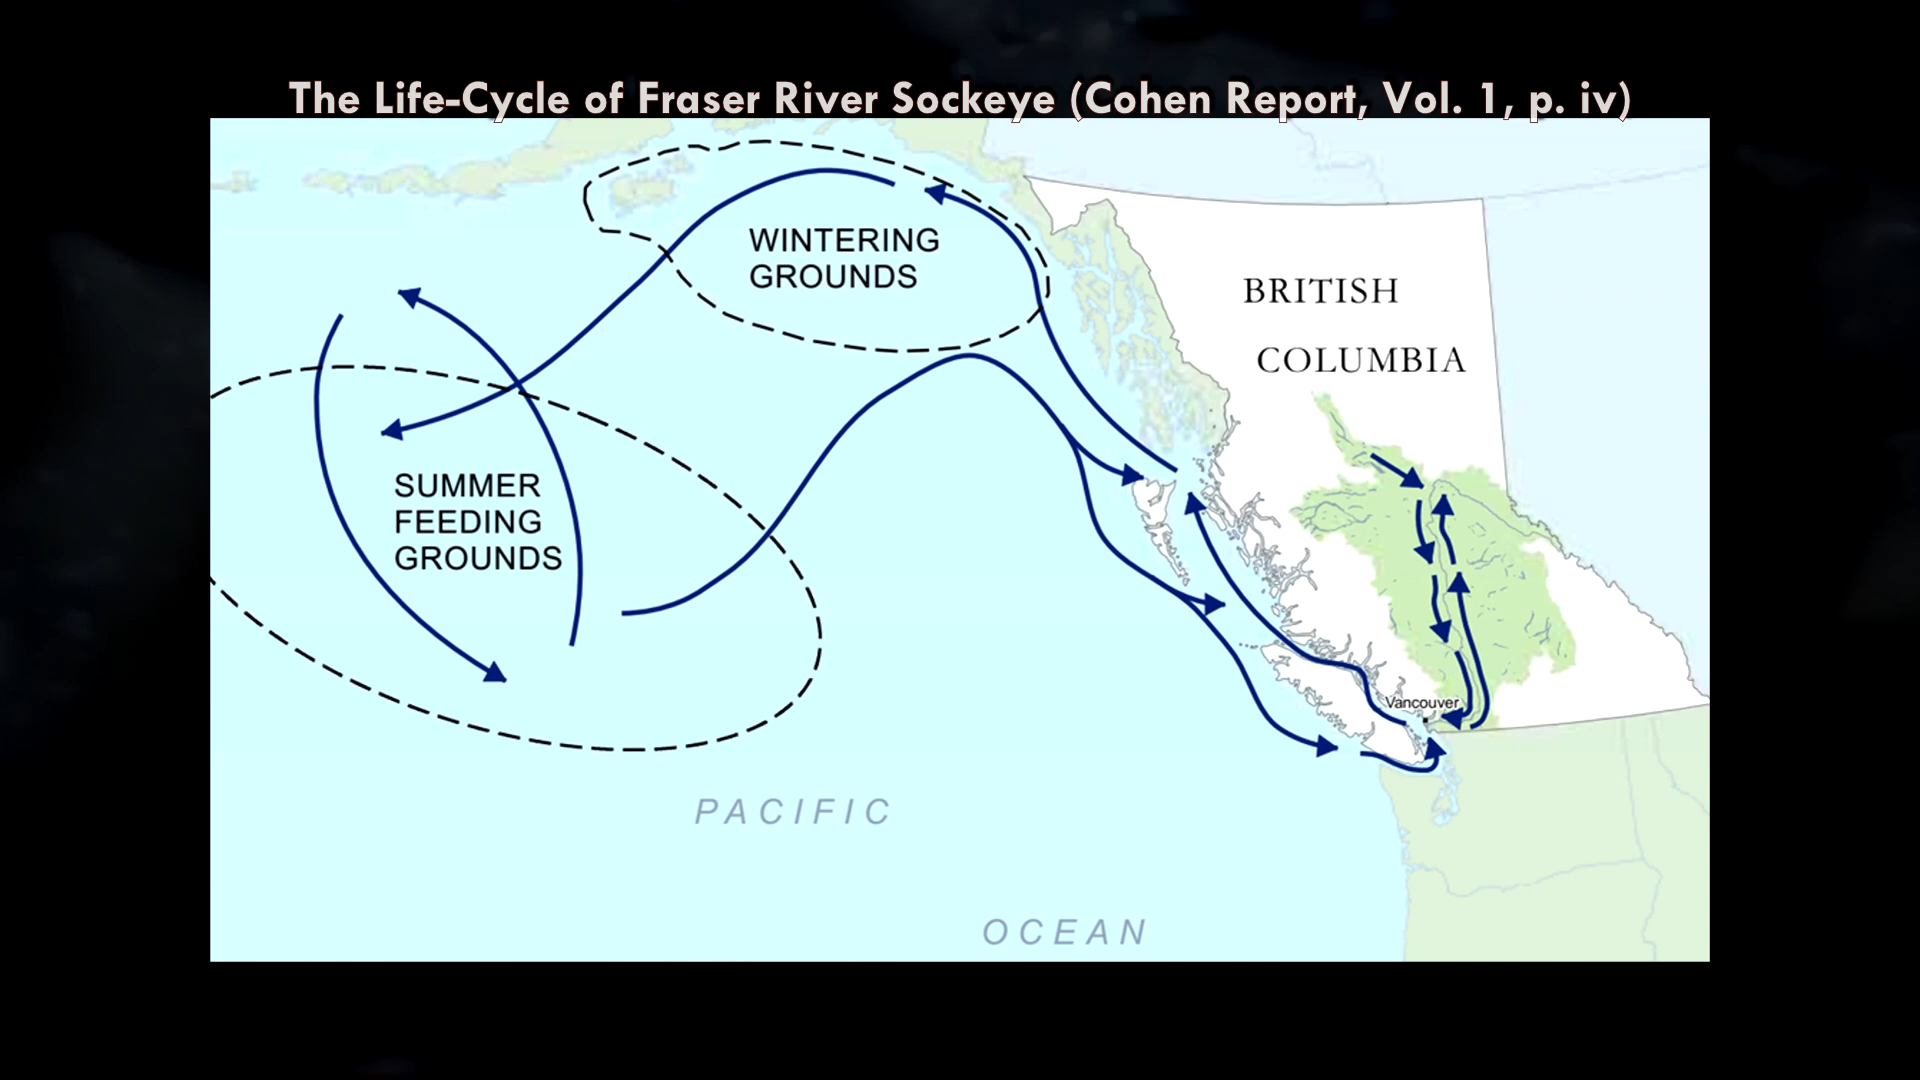 The Life-Cycle of Fraser River Sockeye (Cohen Report, Vol. 1, p. iv)
WINTERING
GROUNDS
BRITISH
COLUMBIA
SUMMER
FEEDING
GROUNDS
Vancouver
PACIFIC
OCEAN